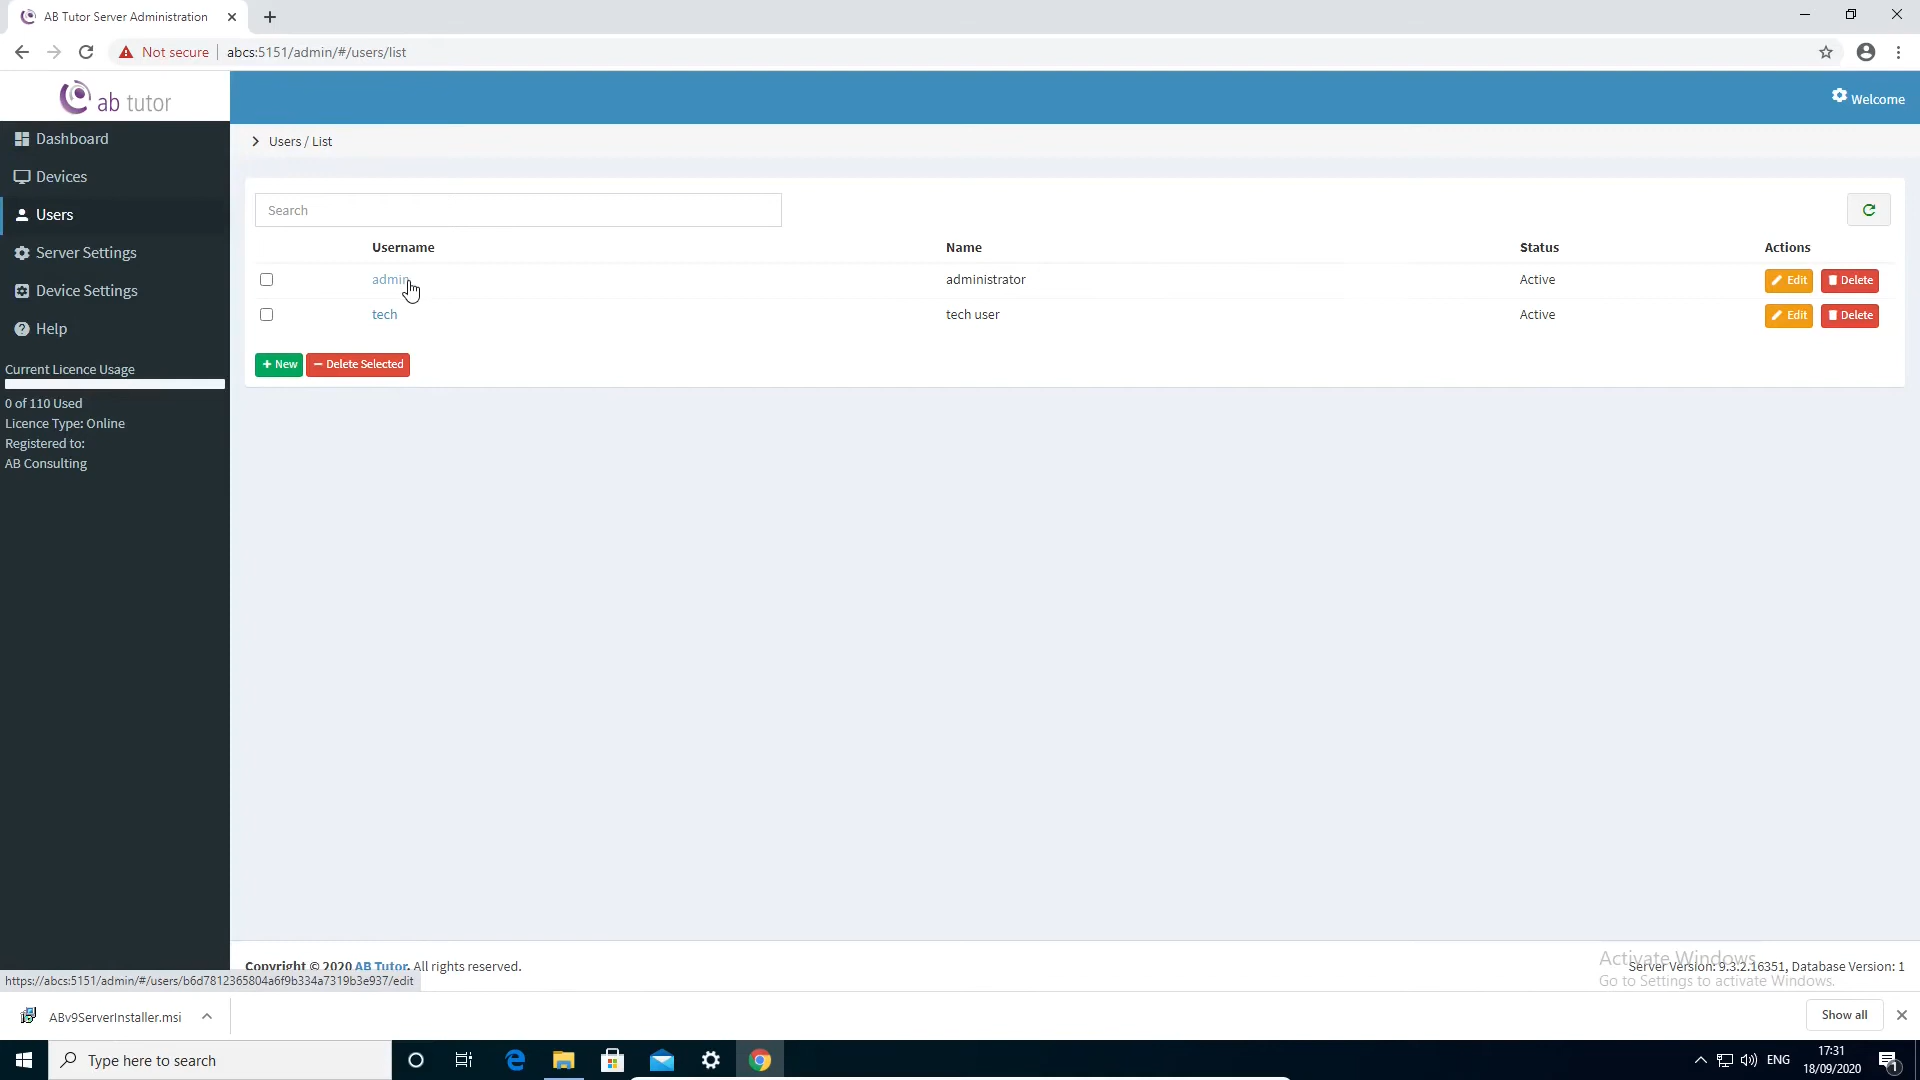 AB Tutor Server Administration
Not secure abcs:5151/admin/#/users/list
ab tutor
Welcome
Dashboard
Devices
Users
Server Settings
Device Settings
Help
Current Licence Usage
0 of 110 Used
Licence Type: Online
Registered to:
AB Consulting
Users / List
Search
Username Name Status Actions
admin administrator Active Edit Delete
tech tech user Active Edit Delete
+ New − Delete Selected
Activate Windows
Go to Settings to activate Windows.
Copyright © 2020 AB Tutor. All rights reserved.
Server Version: 9.3.2.16351, Database Version: 1
https://abcs:5151/admin/#/users/b6d7812365804a6f9b334a7319b3e937/edit
ABv9ServerInstaller.msi
Show all
Type here to search
ENG
17:31
18/09/2020
1